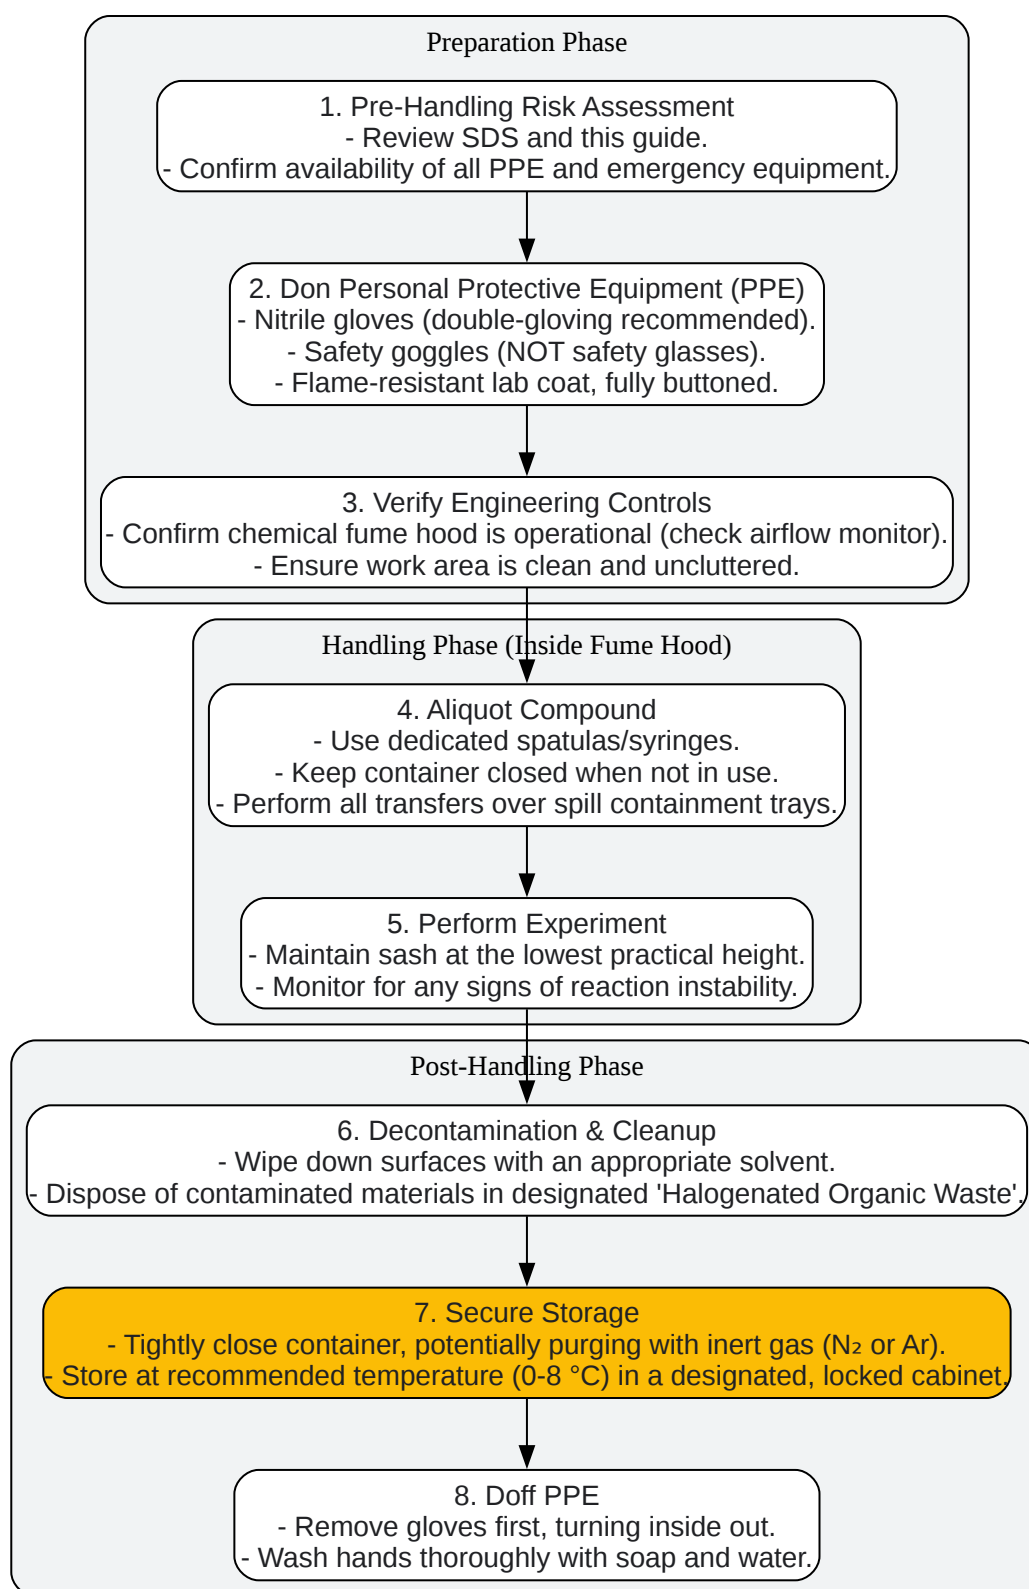 Preparation Phase
1. Pre-Handling Risk Assessment
- Review SDS and this guide.
- Confirm availability of all PPE and emergency equipment.
2. Don Personal Protective Equipment (PPE)
- Nitrile gloves (double-gloving recommended).
- Safety goggles (NOT safety glasses).
- Flame-resistant lab coat, fully buttoned.
3. Verify Engineering Controls
- Confirm chemical fume hood is operational (check airflow monitor).
- Ensure work area is clean and uncluttered.
Handling Phase (Inside Fume Hood)
4. Aliquot Compound
- Use dedicated spatulas/syringes.
- Keep container closed when not in use.
- Perform all transfers over spill containment trays.
5. Perform Experiment
- Maintain sash at the lowest practical height.
- Monitor for any signs of reaction instability.
Post-Handling Phase
6. Decontamination & Cleanup
- Wipe down surfaces with an appropriate solvent.
- Dispose of contaminated materials in designated 'Halogenated Organic Waste'.
7. Secure Storage
- Tightly close container, potentially purging with inert gas (N₂ or Ar).
- Store at recommended temperature (0-8 °C) in a designated, locked cabinet.
8. Doff PPE
- Remove gloves first, turning inside out.
- Wash hands thoroughly with soap and water.